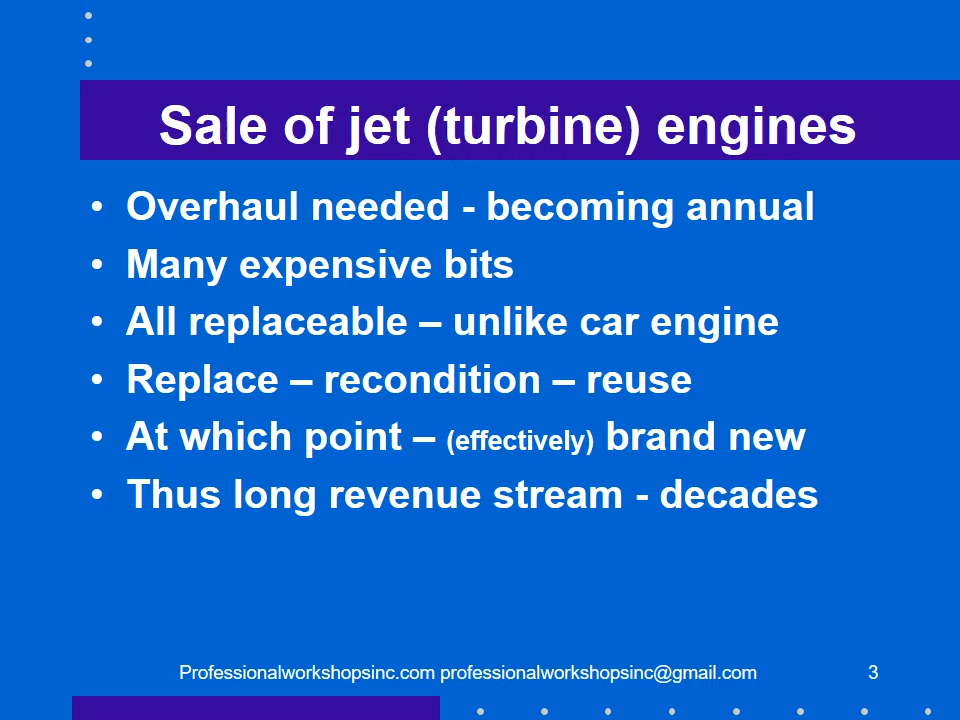 Sale of jet (turbine) engines
• Overhaul needed - becoming annual
• Many expensive bits
• All replaceable – unlike car engine
• Replace – recondition – reuse
• At which point – (effectively) brand new
• Thus long revenue stream - decades
Professionalworkshopsinc.com professionalworkshopsinc@gmail.com 3